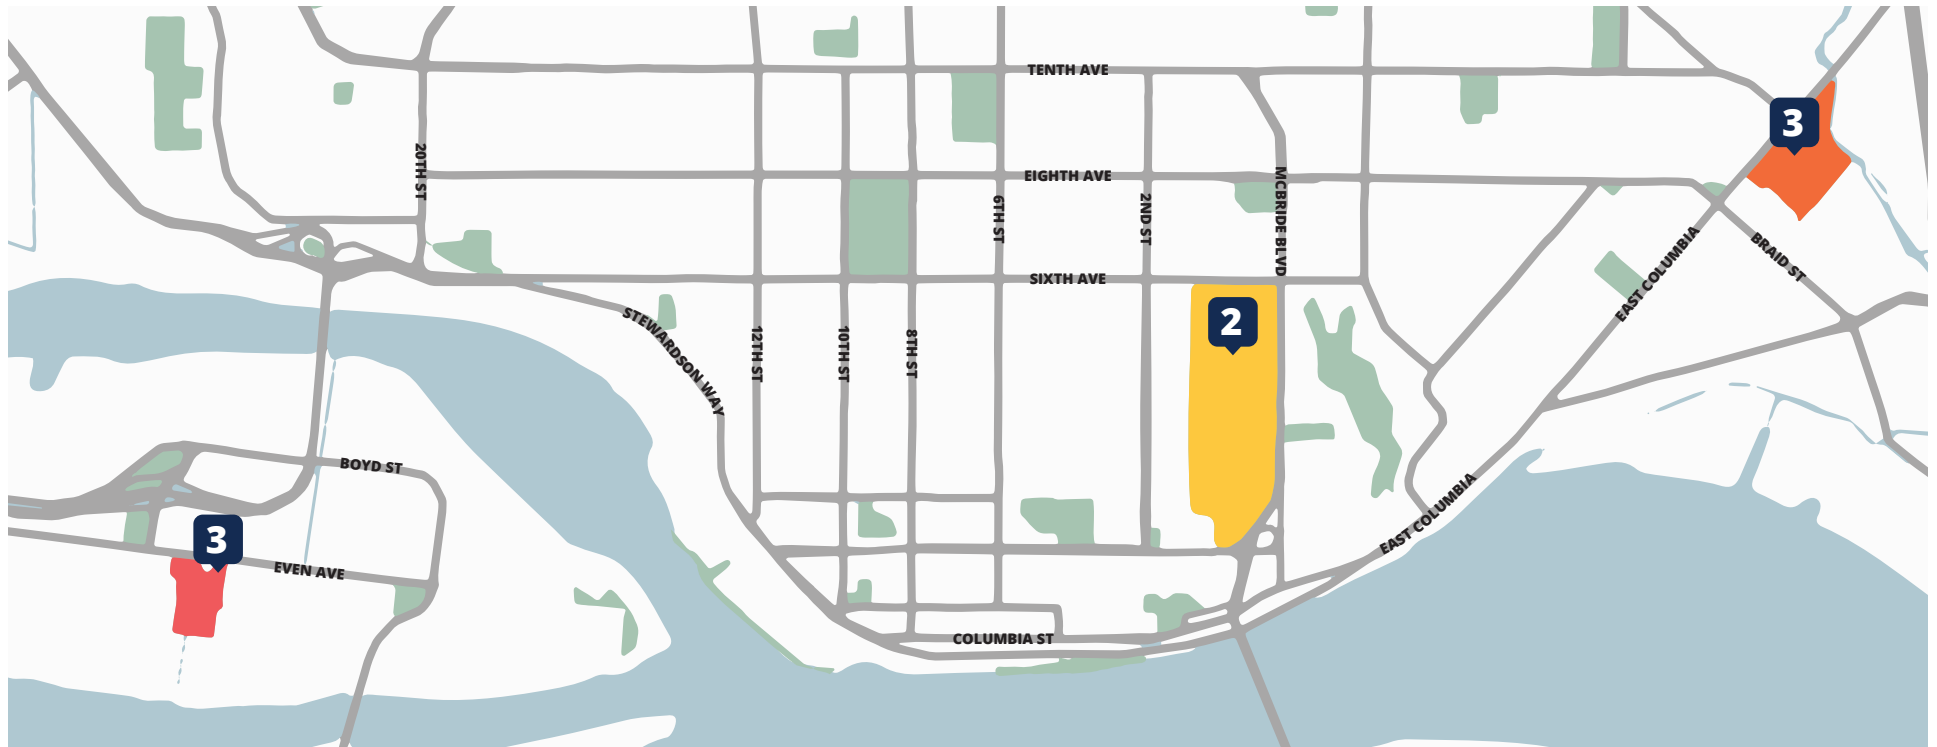 TENTH AVE
3
20TH ST
EIGHTH AVE
MCBRIDE BLVD
6TH ST
2ND ST
EAST COLUMBIA
BRAID ST
SIXTH AVE
2
STEWARDSON WAY
12TH ST
10TH ST
8TH ST
BOYD ST
EAST COLUMBIA
3
EVEN AVE
COLUMBIA ST